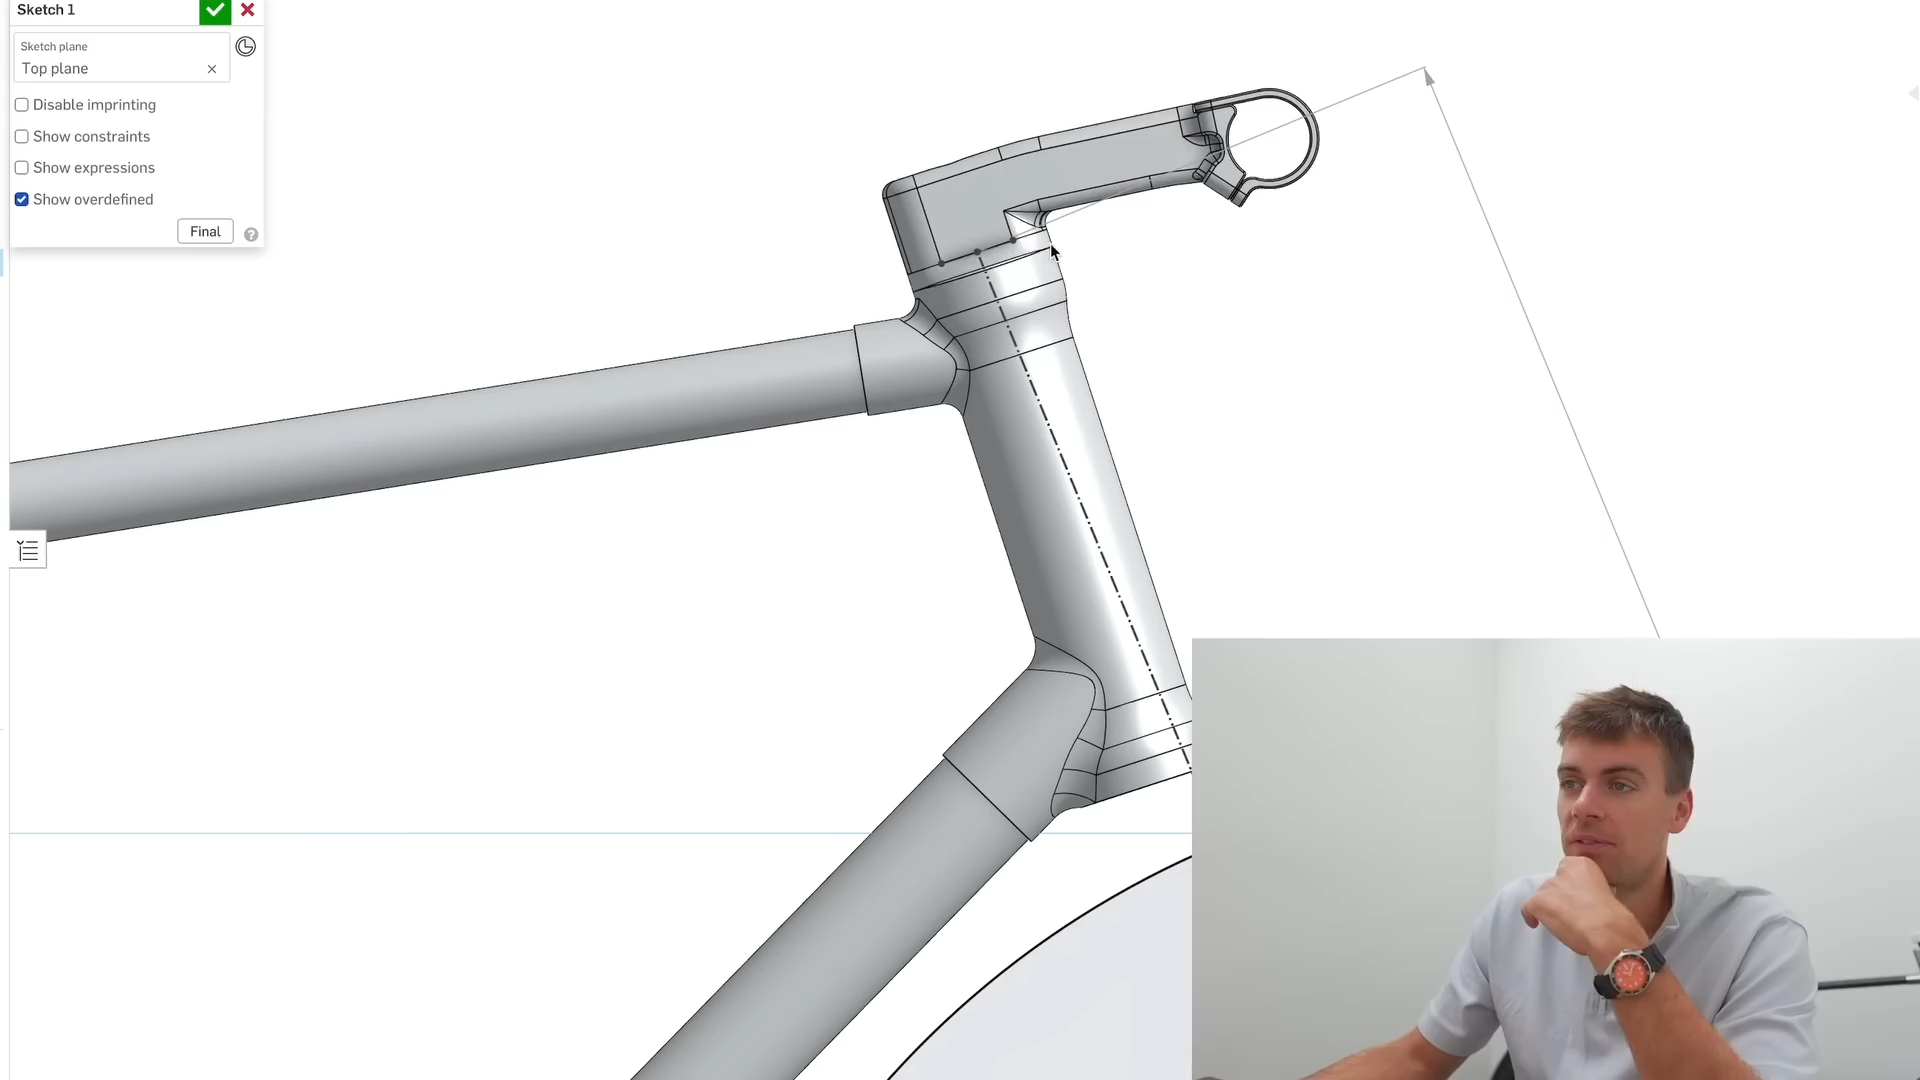 Sketch 1
Sketch plane
Top plane
Disable imprinting
Show constraints
Show expressions
Show overdefined
Final